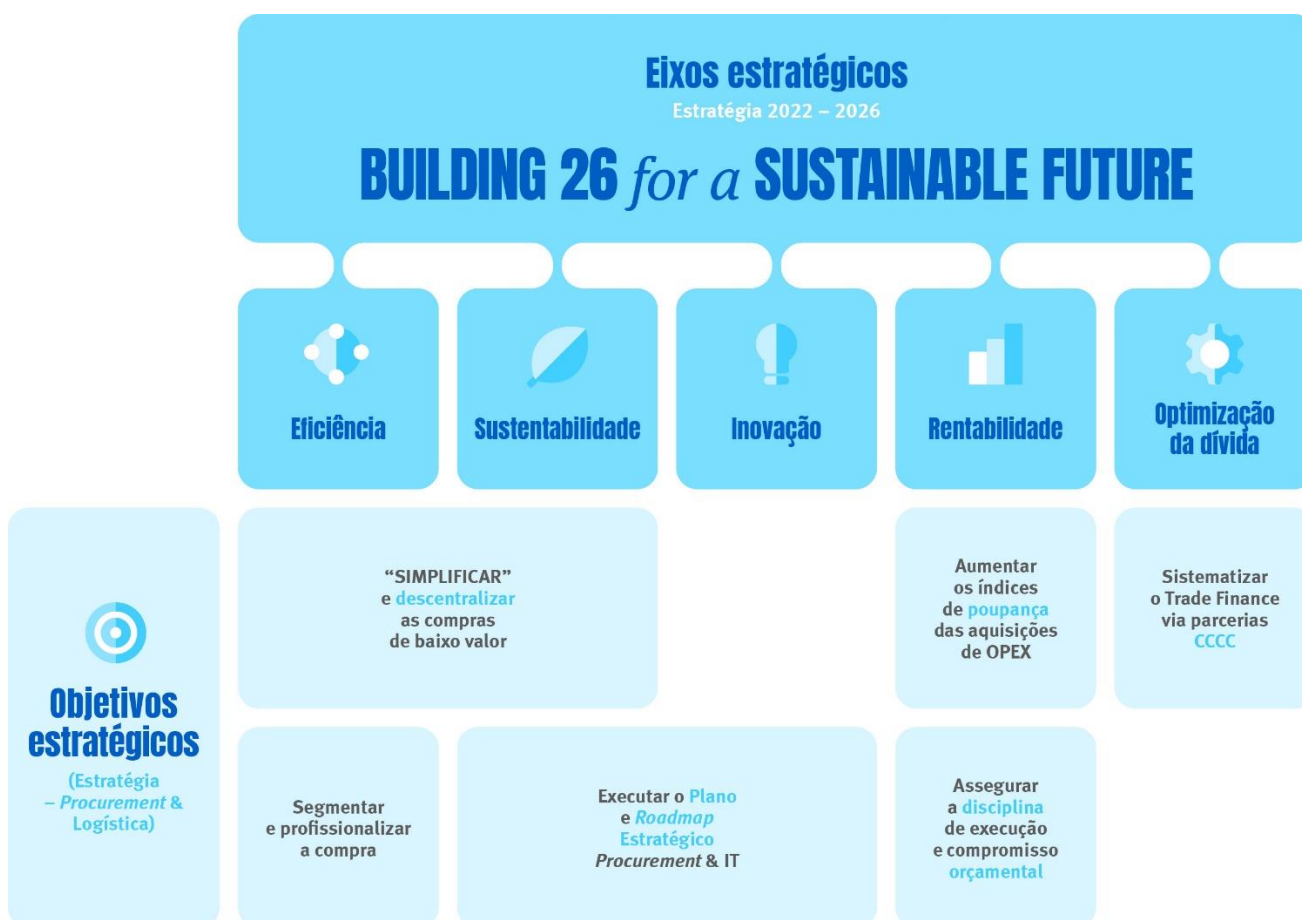 Eixos estratégicos
Estratégia 2022 – 2026
BUILDING 26 for a SUSTAINABLE FUTURE
Eficiência
Sustentabilidade
Inovação
Rentabilidade
Optimização
da dívida
Objetivos
estratégicos
(Estratégia
– Procurement &
Logística)
“SIMPLIFICAR”
e descentralizar
as compras
de baixo valor
Aumentar
os índices
de poupança
das aquisições
de OPEX
Sistematizar
o Trade Finance
via parcerias
CCCC
Segmentar
e profissionalizar
a compra
Executar o Plano
e Roadmap
Estratégico
Procurement & IT
Assegurar
a disciplina
de execução
e compromisso
orçamental